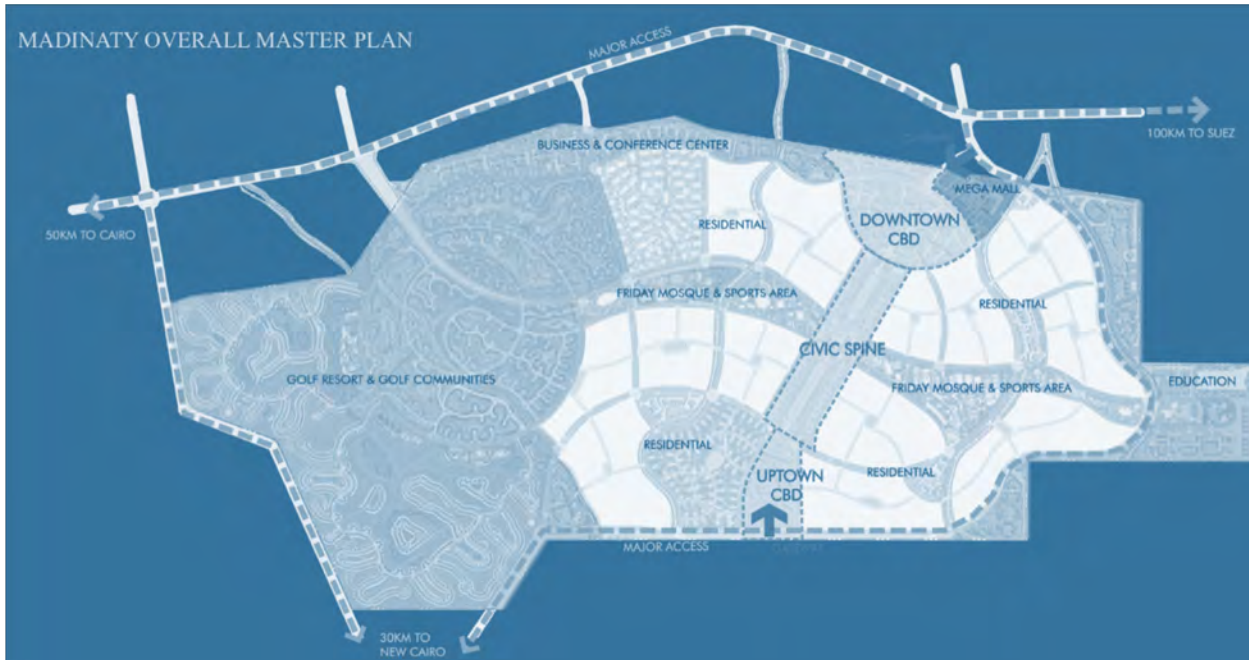 MADINATY OVERALL MASTER PLAN
MAJOR ACCESS
100KM TO SUEZ
BUSINESS & CONFERENCE CENTER
MEGA MALL
50KM TO CAIRO
RESIDENTIAL
DOWNTOWN
CBD
FRIDAY MOSQUE & SPORTS AREA
RESIDENTIAL
CIVIC SPINE
GOLF RESORT & GOLF COMMUNITIES
FRIDAY MOSQUE & SPORTS AREA
EDUCATION
RESIDENTIAL
UPTOWN
CBD
RESIDENTIAL
MAJOR ACCESS
30KM TO
NEW CAIRO